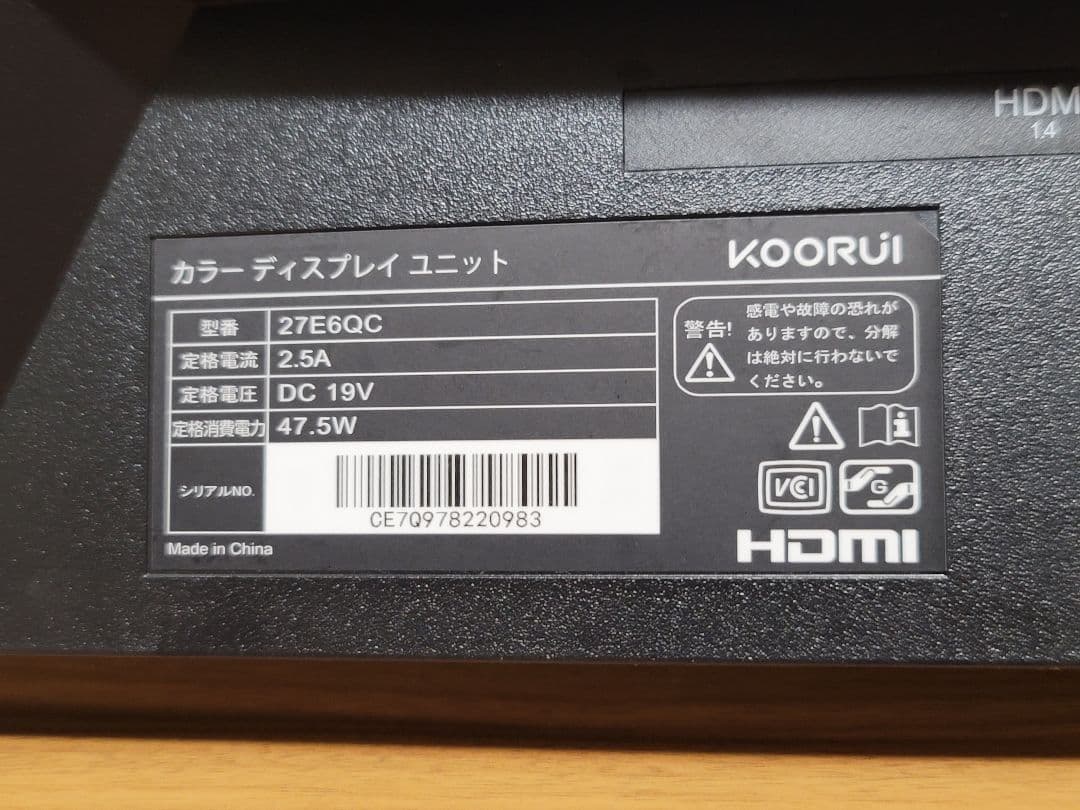 HDM
1.4
カラー ディスプレイ ユニット
KOORUi
型番 27E6QC
定格電流 2.5A
定格電圧 DC 19V
定格消費電力 47.5W
シリアルNO.
CE7Q978220983
Made in China
警告!
感電や故障の恐れが
ありますので、分解
は絶対に行わないで
ください。
VCI
G
HDMI